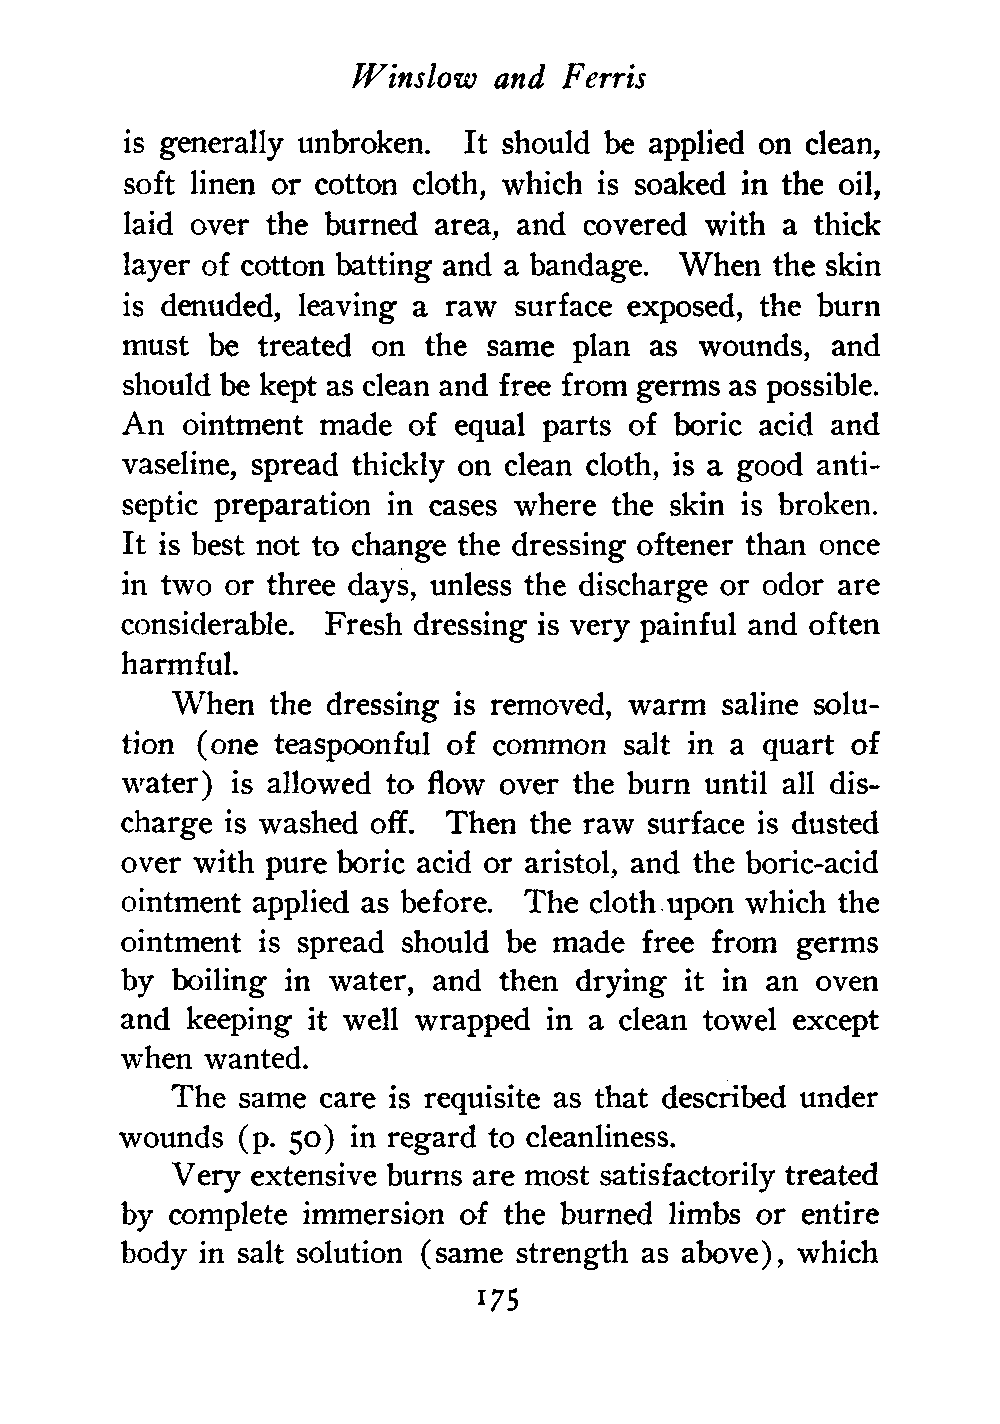 Winslow and Ferris
is generally unbroken. It should be applied on clean,
soft linen or cotton cloth, which is soaked in the oil,
laid over the burned area, and covered with a thick
layer of cotton batting and a bandage. When the skin
is denuded, leaving a raw surface exposed, the burn
must be treated on the same plan as wounds, and
should be kept as clean and free from germs as possible.
An ointment made of equal parts of boric acid and
vaseline, spread thickly on clean cloth, is a good anti-
septic preparation in cases where the skin is broken.
It is best not to change the dressing oftener than once
in two or three days, unless the discharge or odor are
considerable. Fresh dressing is very painful and often
harmful.
When the dressing is removed, warm saline solu-
tion (one teaspoonful of common salt in a quart of
water) is allowed to flow over the burn until all dis-
charge is washed off. Then the raw surface is dusted
over with pure boric acid or aristol, and the boric-acid
ointment applied as before. The cloth upon which the
ointment is spread should be made free from germs
by boiling in water, and then drying it in an oven
and keeping it well wrapped in a clean towel except
when wanted.
The same care is requisite as that described under
wounds (p. 50) in regard to cleanliness.
Very extensive burns are most satisfactorily treated
by complete immersion of the burned limbs or entire
body in salt solution (same strength as above), which
175